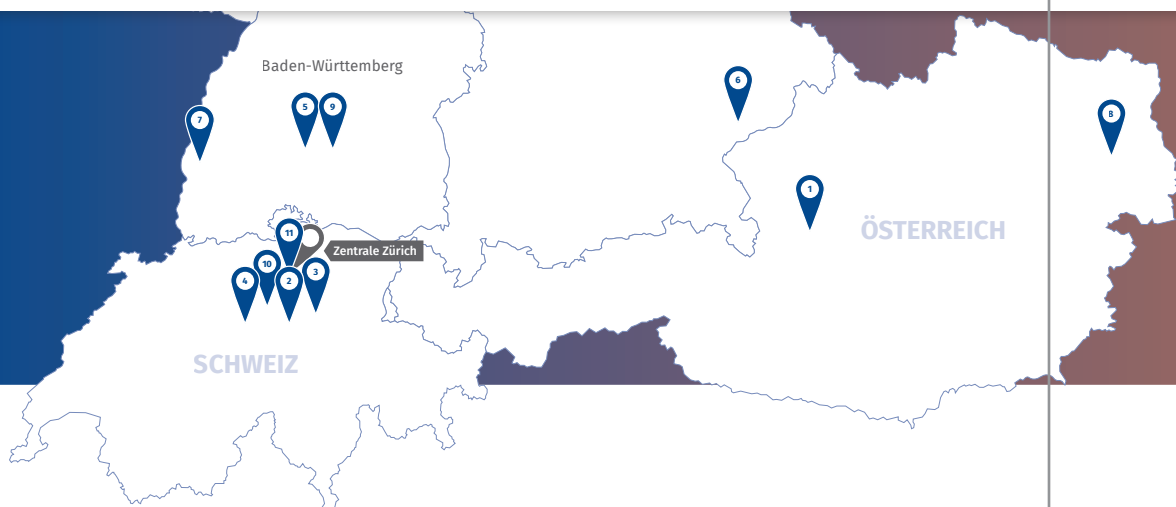 Baden-Württemberg
6
5
9
8
7
1
ÖSTERREICH
11
Zentrale Zürich
10
3
4
2
SCHWEIZ